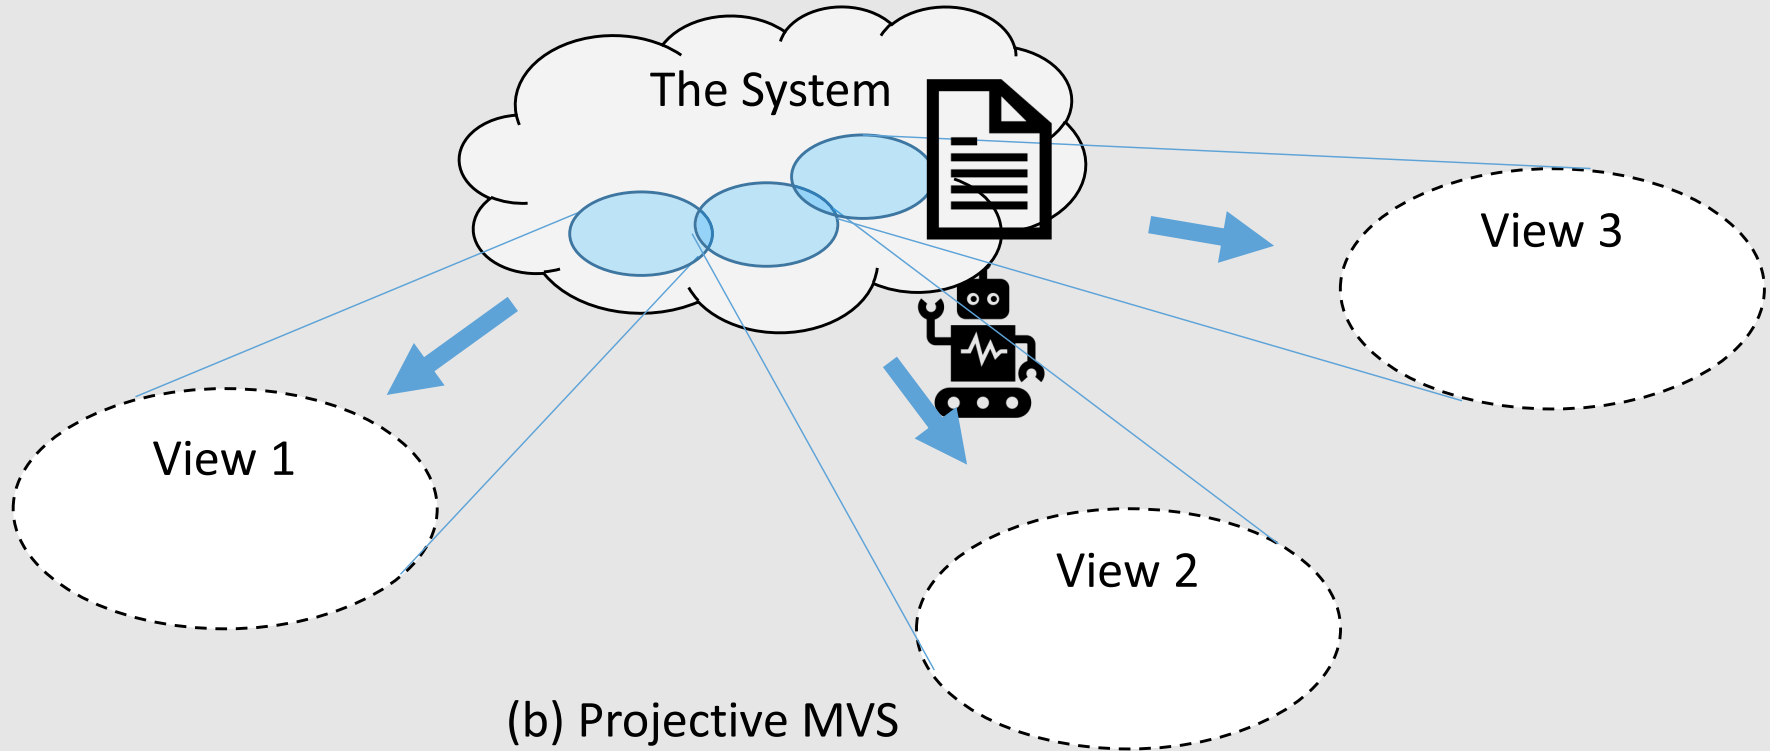 The System
View 3
View 1
View 2
(b) Projective MVS